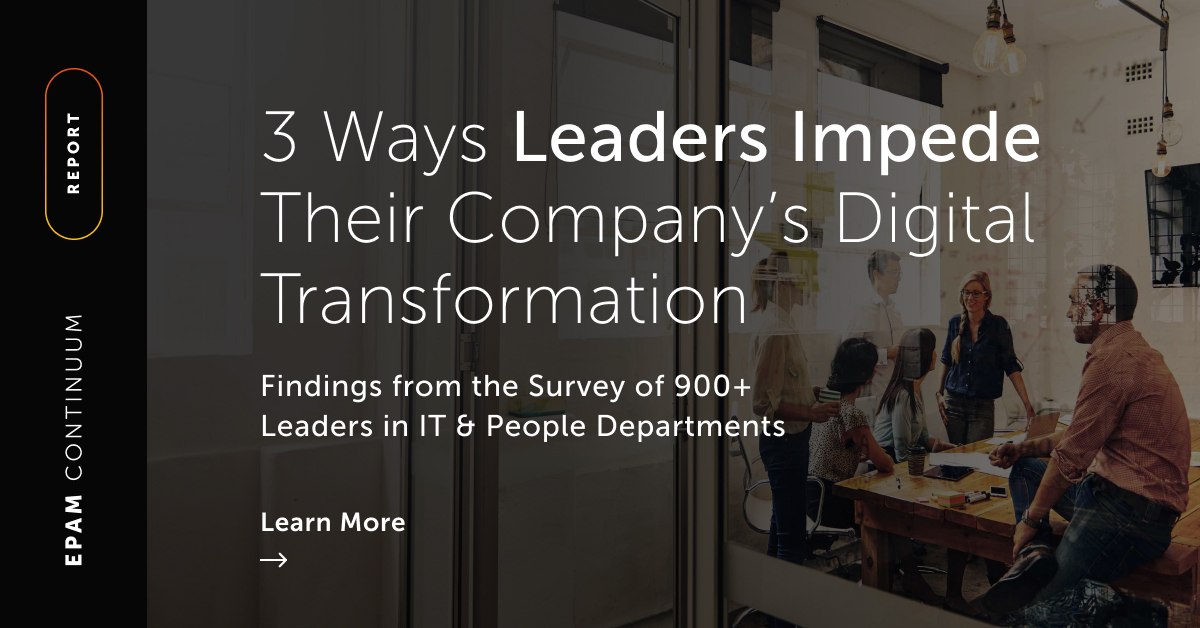 REPORT
EPAM CONTINUUM
3 Ways Leaders Impede
Their Company’s Digital
Transformation
Findings from the Survey of 900+
Leaders in IT & People Departments
Learn More